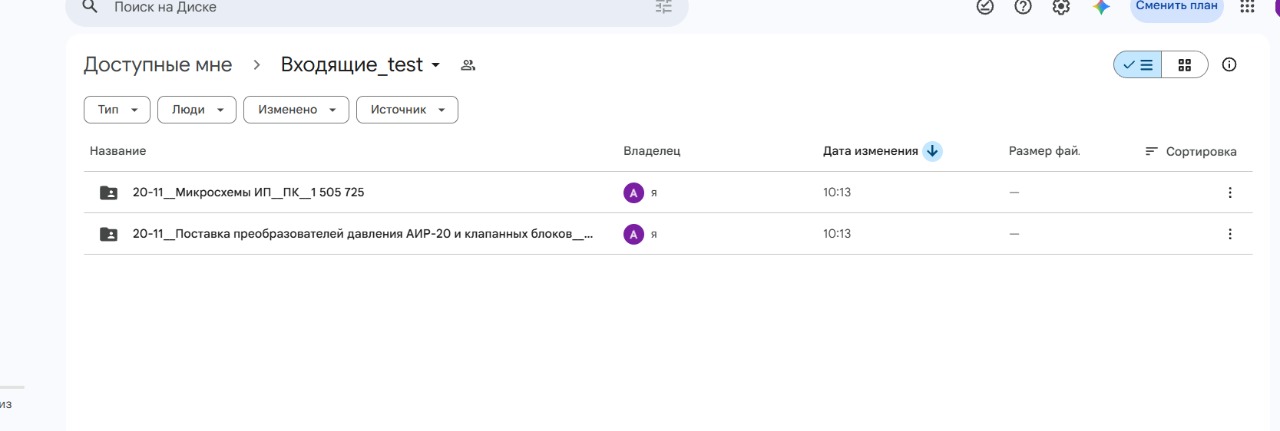 Поиск на Диске
Сменить план
Доступные мне > Входящие_test
Тип Люди Изменено Источник
Название Владелец Дата изменения Размер фай. Сортировка
20-11__Микросхемы ИП__ПК__1 505 725 А я 10:13 —
20-11__Поставка преобразователей давления АИР-20 и клапанных блоков__... А я 10:13 —
из